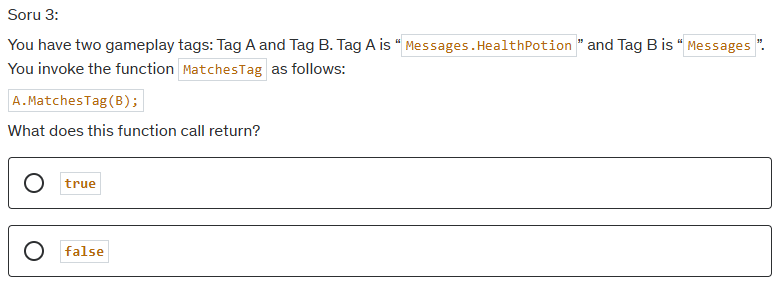 Soru 3:
You have two gameplay tags: Tag A and Tag B. Tag A is “Messages.HealthPotion” and Tag B is “Messages”.
You invoke the function MatchesTag as follows:
A.MatchesTag(B);
What does this function call return?
true
false